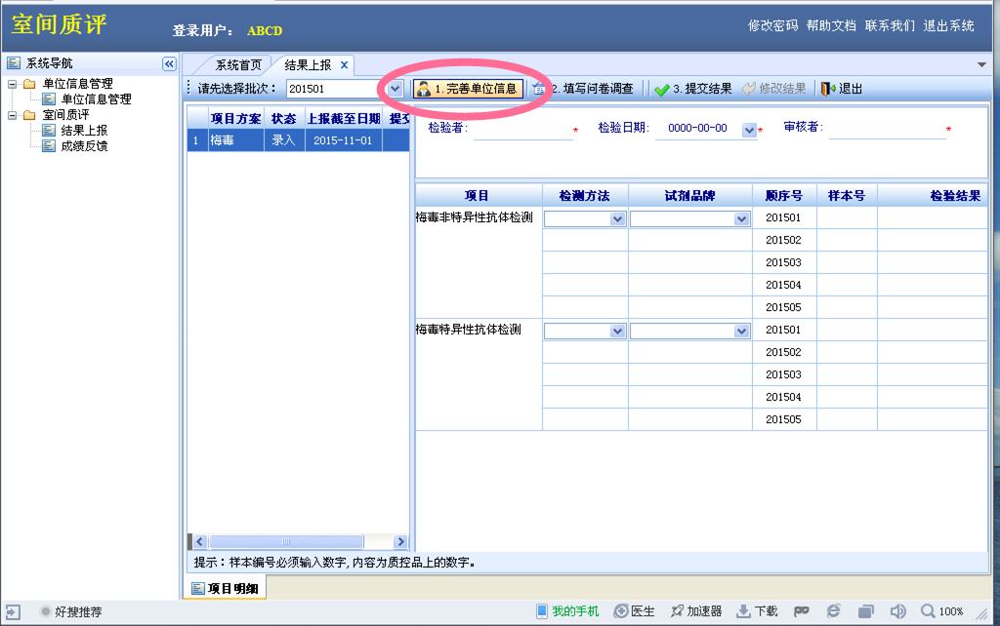 室间质评
登录用户： ABCD
修改密码 帮助文档 联系我们 退出系统
系统导航
单位信息管理
单位信息管理
室间质评
结果上报
成绩反馈
系统首页 结果上报
请先选择批次： 201501 1.完善单位信息 2.填写问卷调查 3.提交结果 修改结果 退出
项目方案 状态 上报截至日期 提交
1 梅毒 录入 2015-11-01
检验者: * 检验日期: 0000-00-00 * 审核者: *
项目 检测方法 试剂品牌 顺序号 样本号 检验结果
梅毒非特异性抗体检测 201501
201502
201503
201504
201505
梅毒特异性抗体检测 201501
201502
201503
201504
201505
提示：样本编号必须输入数字,内容为质控品上的数字。
项目明细
好搜推荐 我的手机 医生 加速器 下载 100%